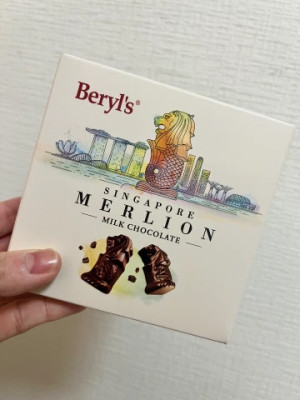 Beryl's®
SINGAPORE
MERLION
MILK CHOCOLATE